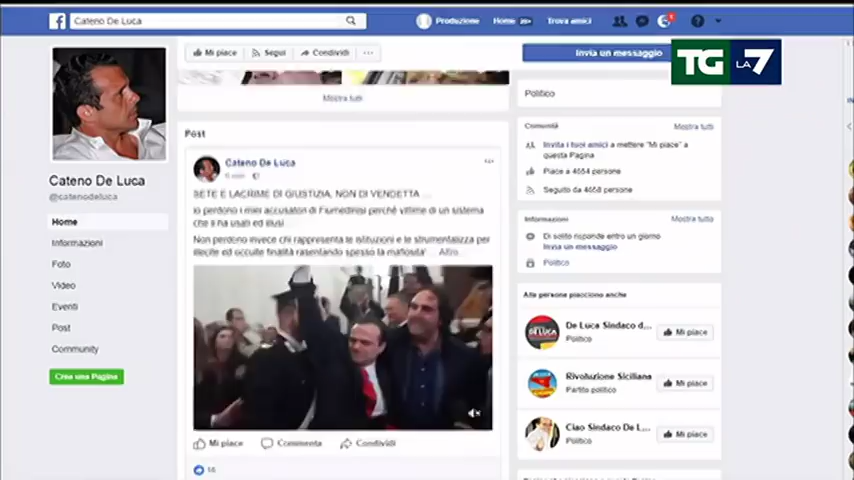 Cateno De Luca
Produzione
Home 20+
Trova amici
Mi piace
Segui
Condividi
Invia un messaggio
TG LA7
Mostra tutti
Politico
Post
Comunità
Mostra tutti
Invita i tuoi amici a mettere "Mi piace" a
questa Pagina
Piace a 4664 persone
Seguito da 4658 persone
Cateno De Luca
@catenodeluca
Home
Informazioni
Foto
Video
Eventi
Post
Community
Crea una Pagina
Cateno De Luca
SETE E LACRIME DI GIUSTIZIA, NON DI VENDETTA ...
Io perdono i miei accusatori di Fiumedinisi perché vittime di un sistema
che li ha usati ed illusi
Non perdono invece chi rappresenta le istituzioni e le strumentalizza per
illecite ed occulte finalità rasentando spesso la mafiosità Altro...
Mi piace
Commenta
Condividi
16
Informazioni
Mostra tutti
Di solito risponde entro un giorno
Invia un messaggio
Politico
Alle persone piacciono anche
De Luca Sindaco d...
Politico
Mi piace
Rivoluzione Siciliana
Partito politico
Mi piace
Ciao Sindaco De L...
Politico
Mi piace